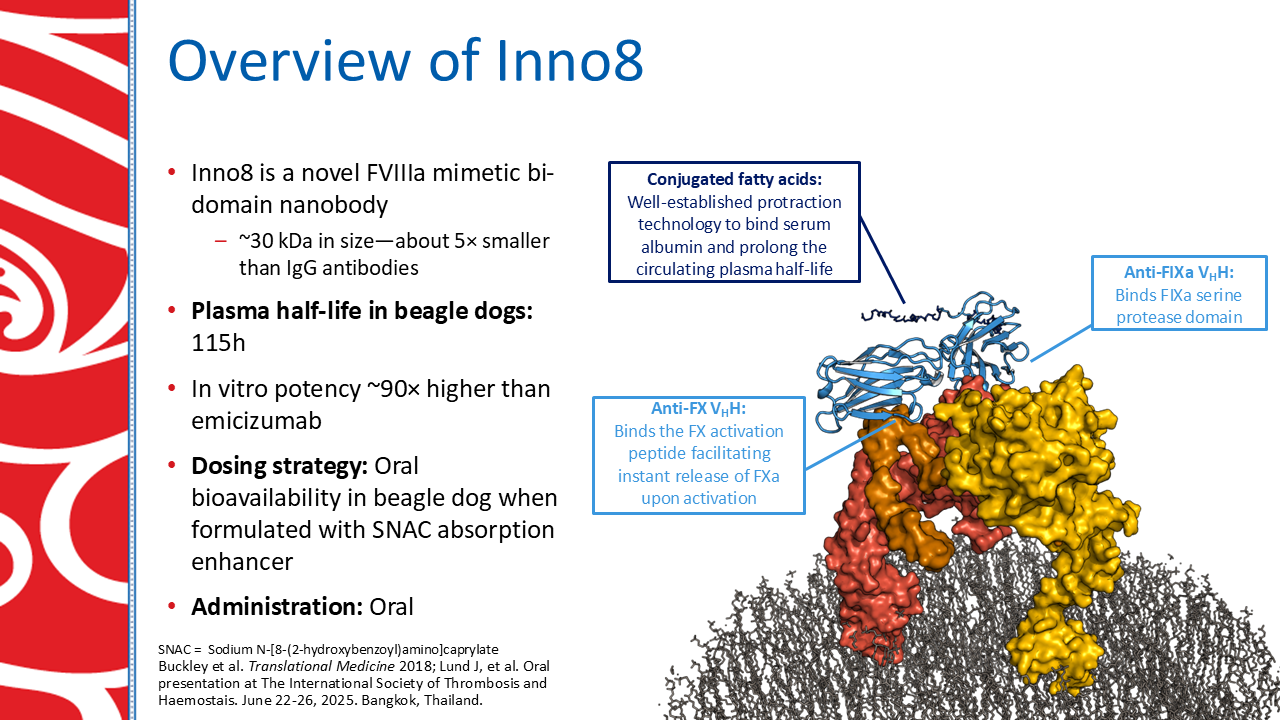 Overview of Inno8
• Inno8 is a novel FVIIIa mimetic bi-
domain nanobody
– ~30 kDa in size—about 5× smaller
than IgG antibodies
• Plasma half-life in beagle dogs:
115h
• In vitro potency ~90× higher than
emicizumab
• Dosing strategy: Oral
bioavailability in beagle dog when
formulated with SNAC absorption
enhancer
• Administration: Oral
Conjugated fatty acids:
Well-established protraction
technology to bind serum
albumin and prolong the
circulating plasma half-life
Anti-FIXa VHH:
Binds FIXa serine
protease domain
Anti-FX VHH:
Binds the FX activation
peptide facilitating
instant release of FXa
upon activation
SNAC = Sodium N-[8-(2-hydroxybenzoyl)amino]caprylate
Buckley et al. Translational Medicine 2018; Lund J, et al. Oral
presentation at The International Society of Thrombosis and
Haemostais. June 22-26, 2025. Bangkok, Thailand.